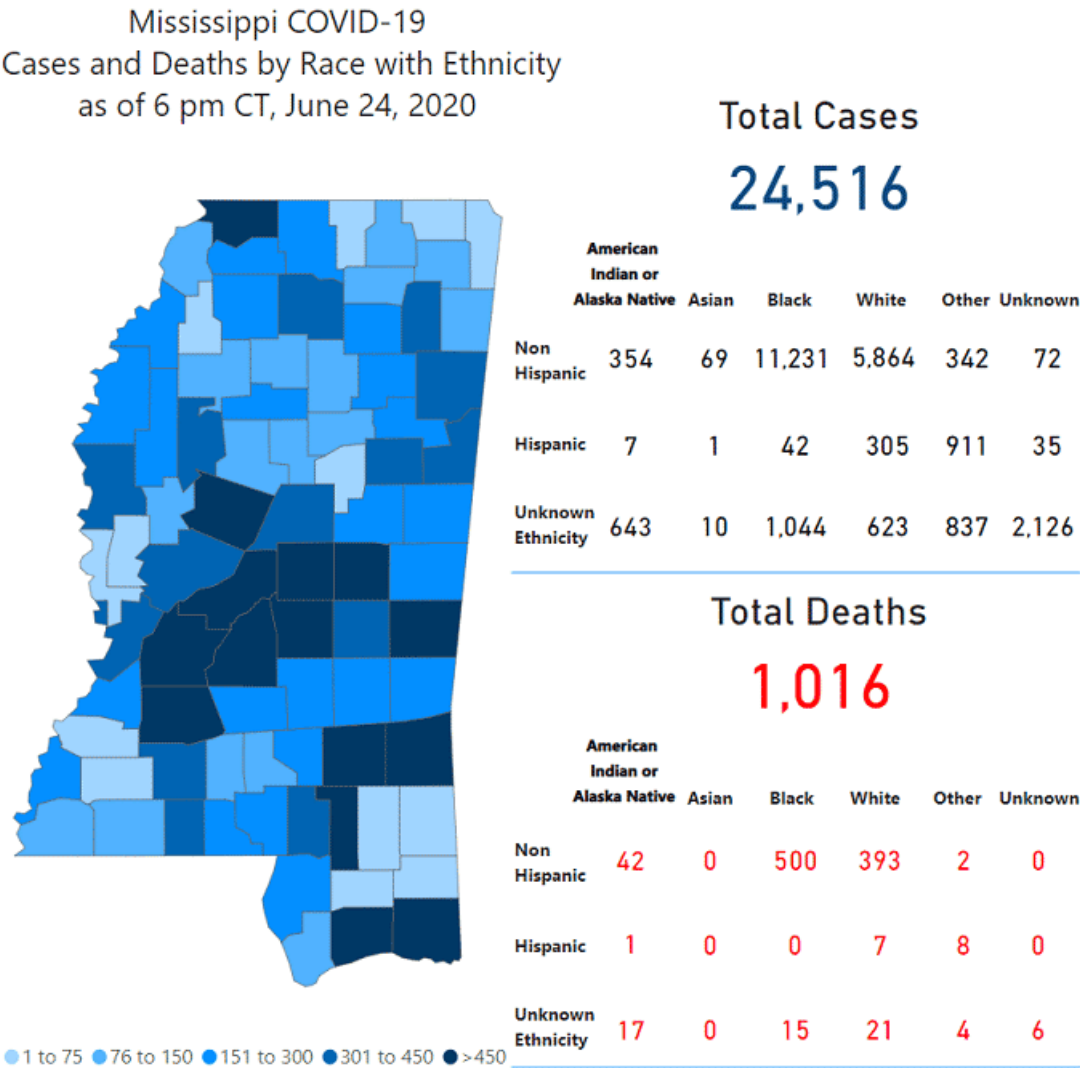 Mississippi COVID-19
Cases and Deaths by Race with Ethnicity
as of 6 pm CT, June 24, 2020
Total Cases
24,516
American
Indian or
Alaska Native Asian Black White Other Unknown
Non
Hispanic 354 69 11,231 5,864 342 72
Hispanic 7 1 42 305 911 35
Unknown
Ethnicity 643 10 1,044 623 837 2,126
Total Deaths
1,016
American
Indian or
Alaska Native Asian Black White Other Unknown
Non
Hispanic 42 0 500 393 2 0
Hispanic 1 0 0 7 8 0
Unknown
Ethnicity 17 0 15 21 4 6
1 to 75 76 to 150 151 to 300 301 to 450 >450